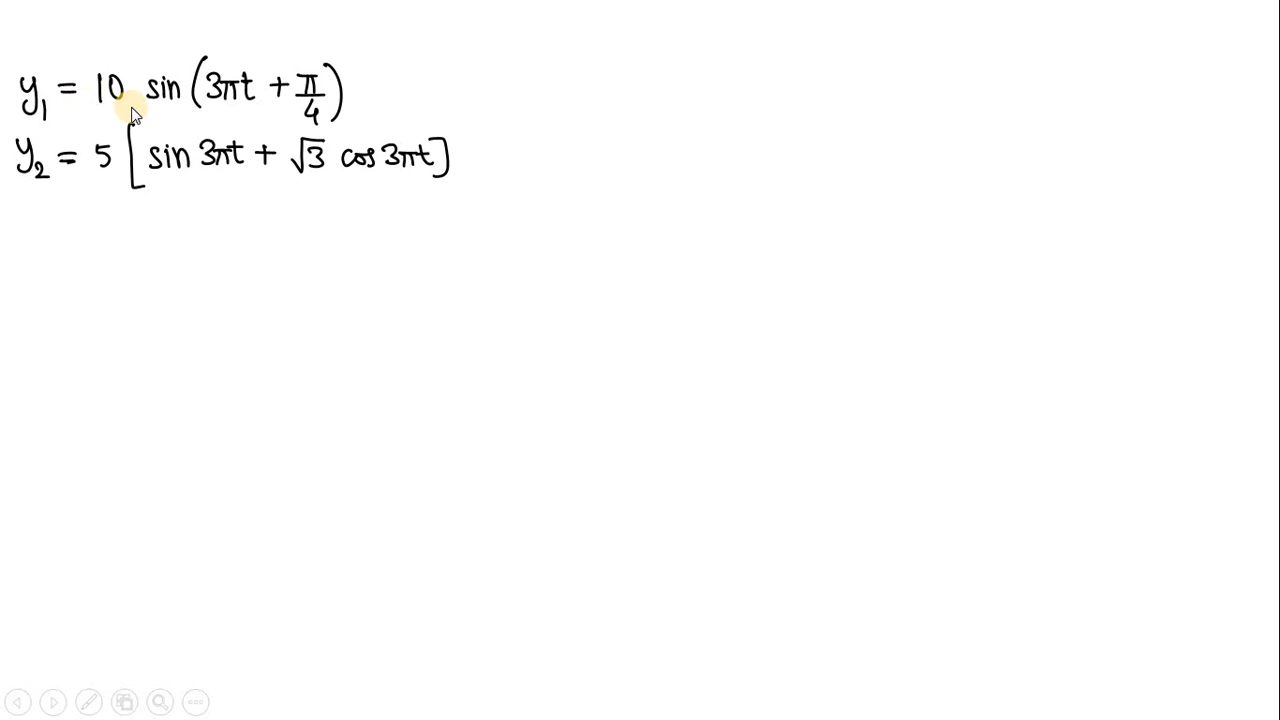 y₁ = 10 sin(3πt + π/4)
y₂ = 5 [sin 3πt + √3 cos 3πt]